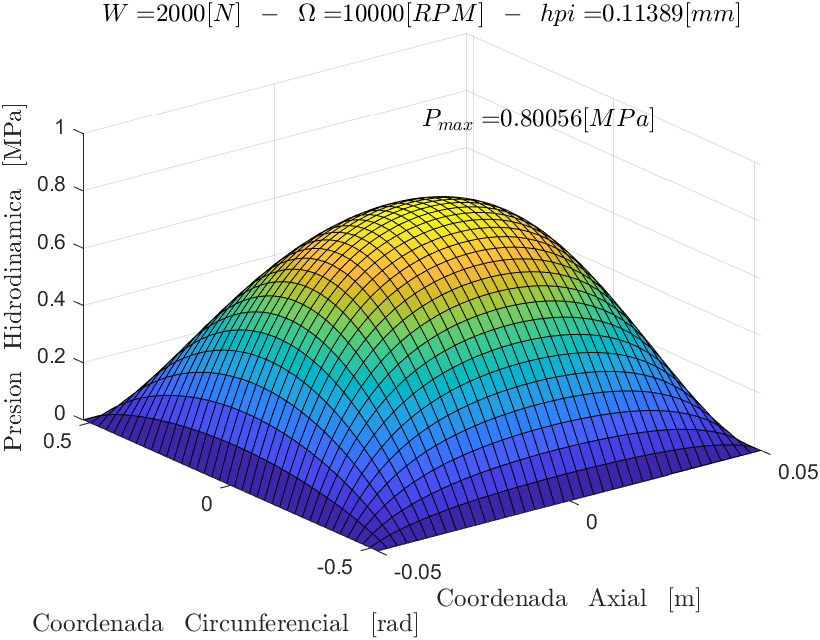 W =2000[N] − Ω =10000[RPM] − hpi =0.11389[mm]
P_max =0.80056[MPa]
Presion Hidrodinamica [MPa]
1
0.8
0.6
0.4
0.2
0
0.5
0
-0.5
-0.05
0
0.05
Coordenada Axial [m]
Coordenada Circunferencial [rad]